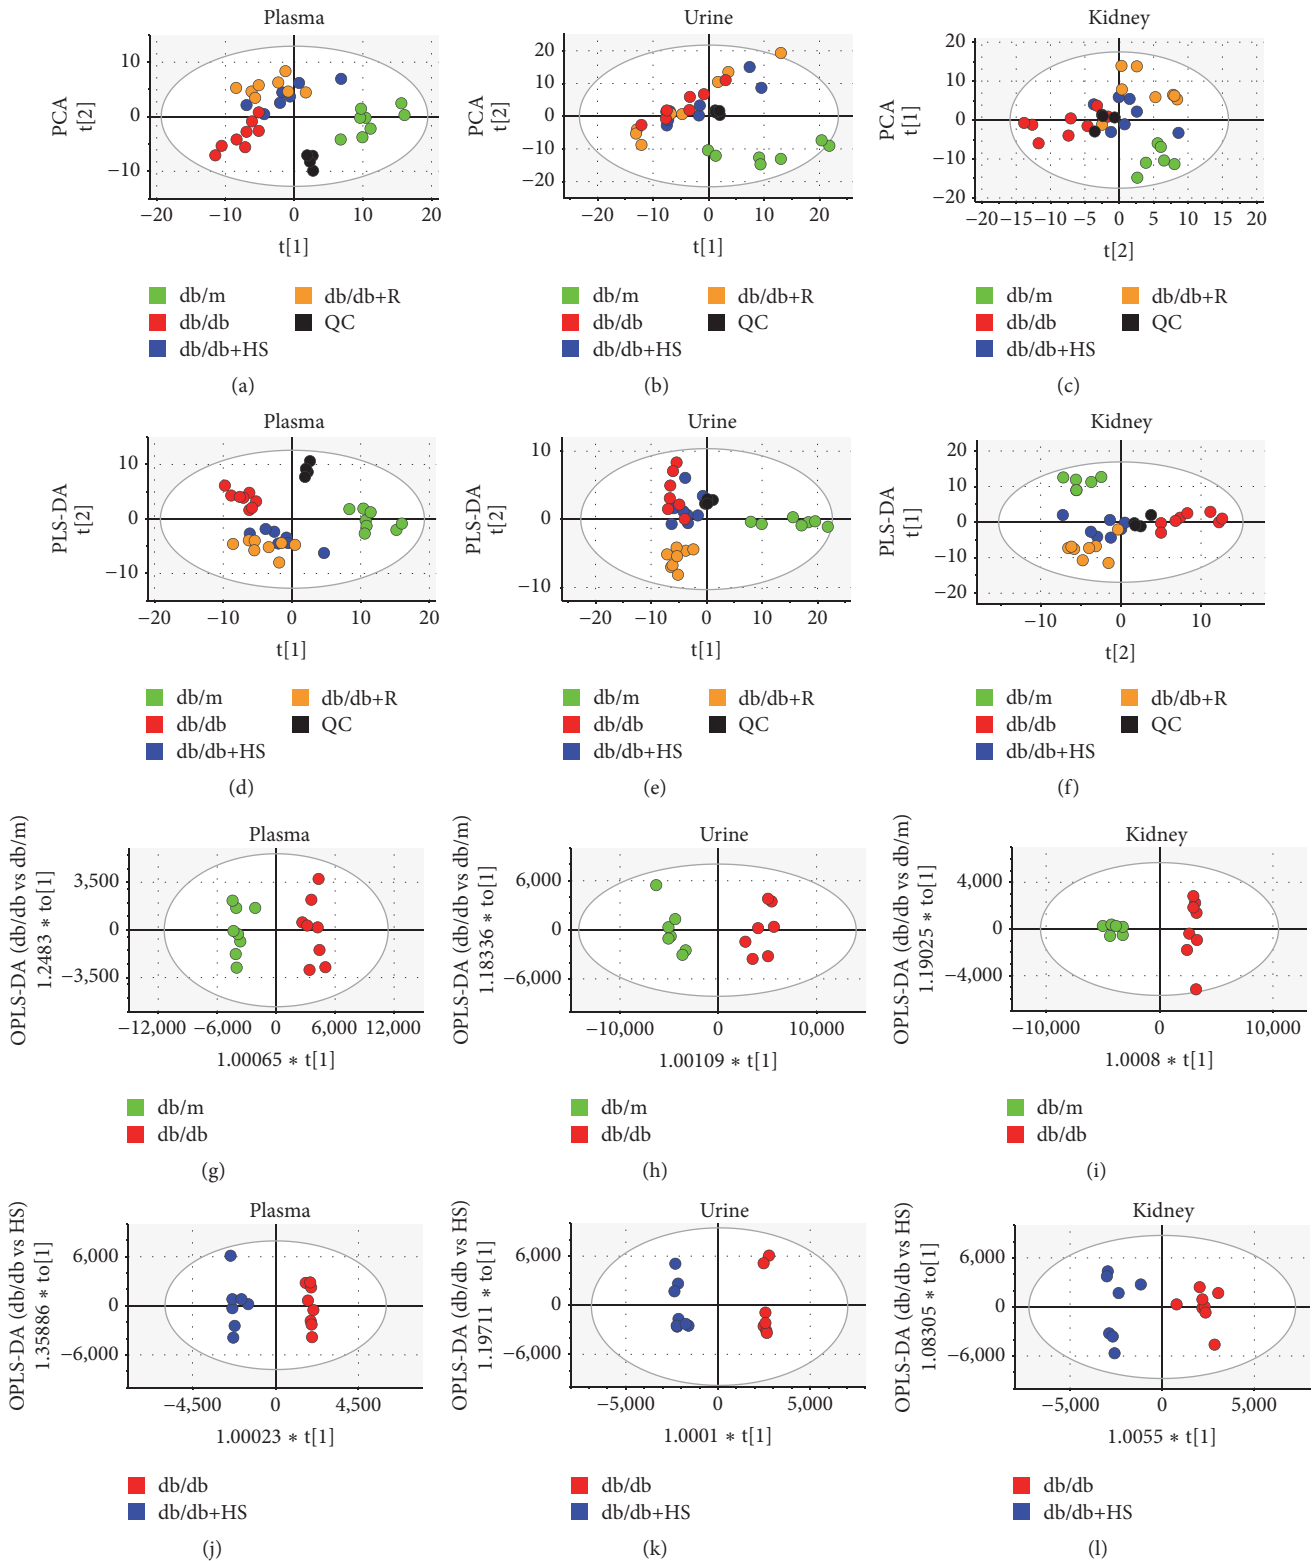 Plasma
PCA
t[2]
10
0
−10
−20
−10
0
10
20
t[1]
db/m
db/db
db/db+HS
db/db+R
QC
(a)
Urine
PCA
t[2]
20
10
0
−10
−20
−20
−10
0
10
20
t[1]
db/m
db/db
db/db+HS
db/db+R
QC
(b)
Kidney
PCA
t[1]
20
10
0
−10
−20
−20
−15
−10
−5
0
5
10
15
20
t[2]
db/m
db/db
db/db+HS
db/db+R
QC
(c)
Plasma
PLS-DA
t[2]
10
0
−10
−20
−10
0
10
20
t[1]
db/m
db/db
db/db+HS
db/db+R
QC
(d)
Urine
PLS-DA
t[2]
10
0
−10
−20
−10
0
10
20
t[1]
db/m
db/db
db/db+HS
db/db+R
QC
(e)
Kidney
PLS-DA
t[1]
20
10
0
−10
−20
−10
0
10
t[2]
db/m
db/db
db/db+HS
db/db+R
QC
(f)
Plasma
OPLS-DA (db/db vs db/m)
1.2483 * to[1]
3,500
0
−3,500
−12,000
−6,000
0
6,000
12,000
1.00065 * t[1]
db/m
db/db
(g)
Urine
OPLS-DA (db/db vs db/m)
1.18336 * to[1]
6,000
0
−6,000
−10,000
0
10,000
1.00109 * t[1]
db/m
db/db
(h)
Kidney
OPLS-DA (db/db vs db/m)
1.19025 * to[1]
4,000
0
−4,000
−10,000
0
10,000
1.0008 * t[1]
db/m
db/db
(i)
Plasma
OPLS-DA (db/db vs HS)
1.35886 * to[1]
6,000
0
−6,000
−4,500
0
4,500
1.00023 * t[1]
db/db
db/db+HS
(j)
Urine
OPLS-DA (db/db vs HS)
1.19711 * to[1]
6,000
0
−6,000
−5,000
0
5,000
1.0001 * t[1]
db/db
db/db+HS
(k)
Kidney
OPLS-DA (db/db vs HS)
1.08305 * to[1]
6,000
0
−6,000
−5,000
0
5,000
1.0055 * t[1]
db/db
db/db+HS
(l)